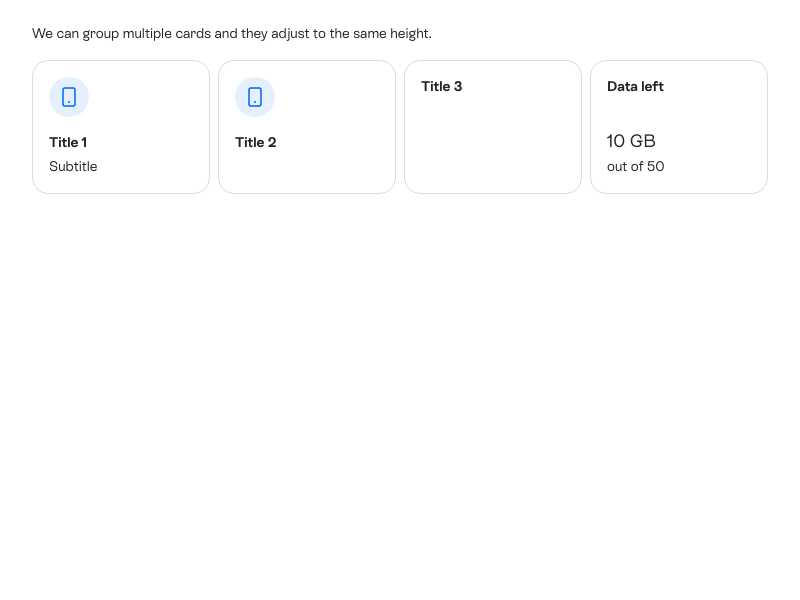 We can group multiple cards and they adjust to the same height.
Title 1
Subtitle
Title 2
Title 3
Data left
10 GB
out of 50